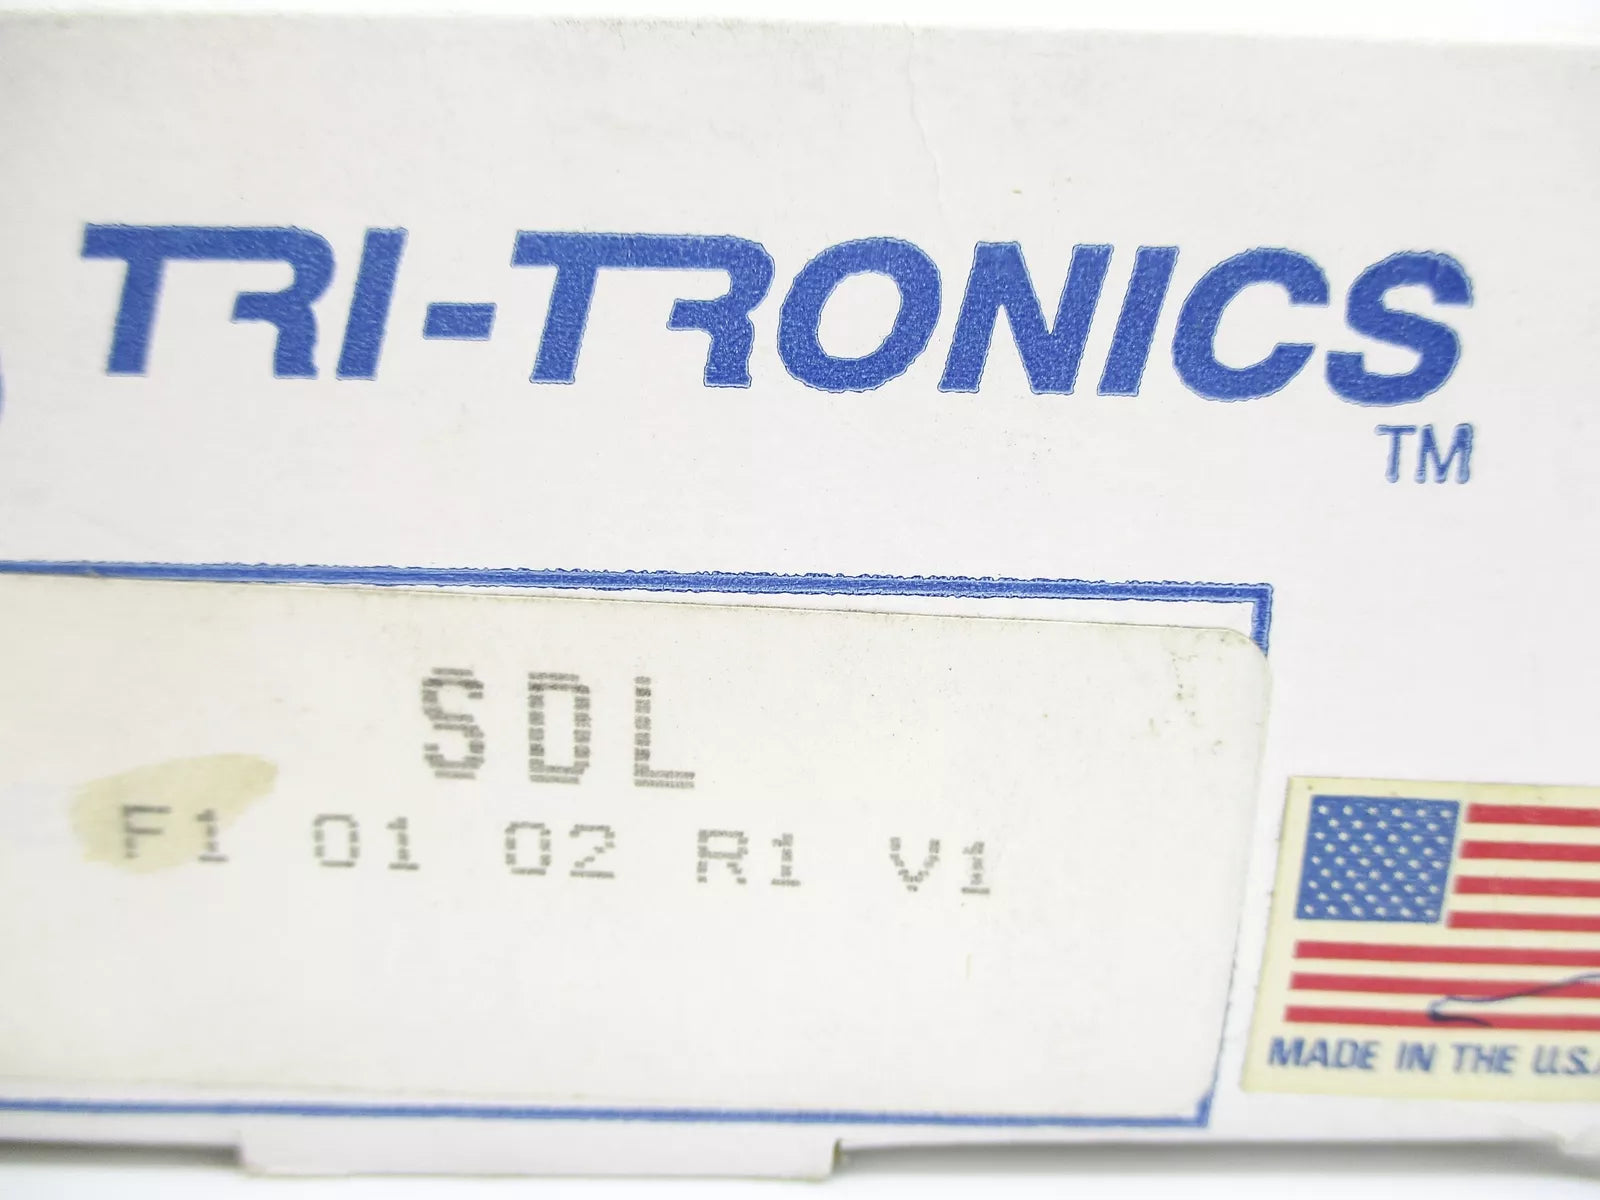 TRI-TRONICS
TM
SDL
F1 01 02 R1 V1
MADE IN THE U.S.A